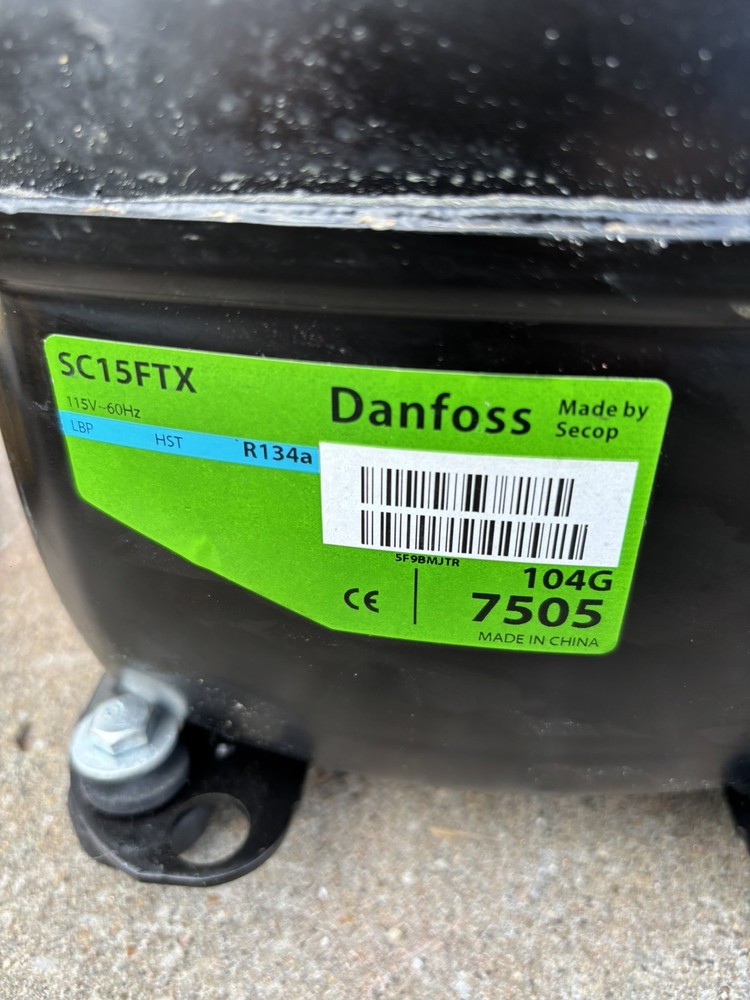 SC15FTX
115V~60Hz
LBP HST R134a
Danfoss
Made by
Secop
5F9BMJTR
104G
7505
CE
MADE IN CHINA